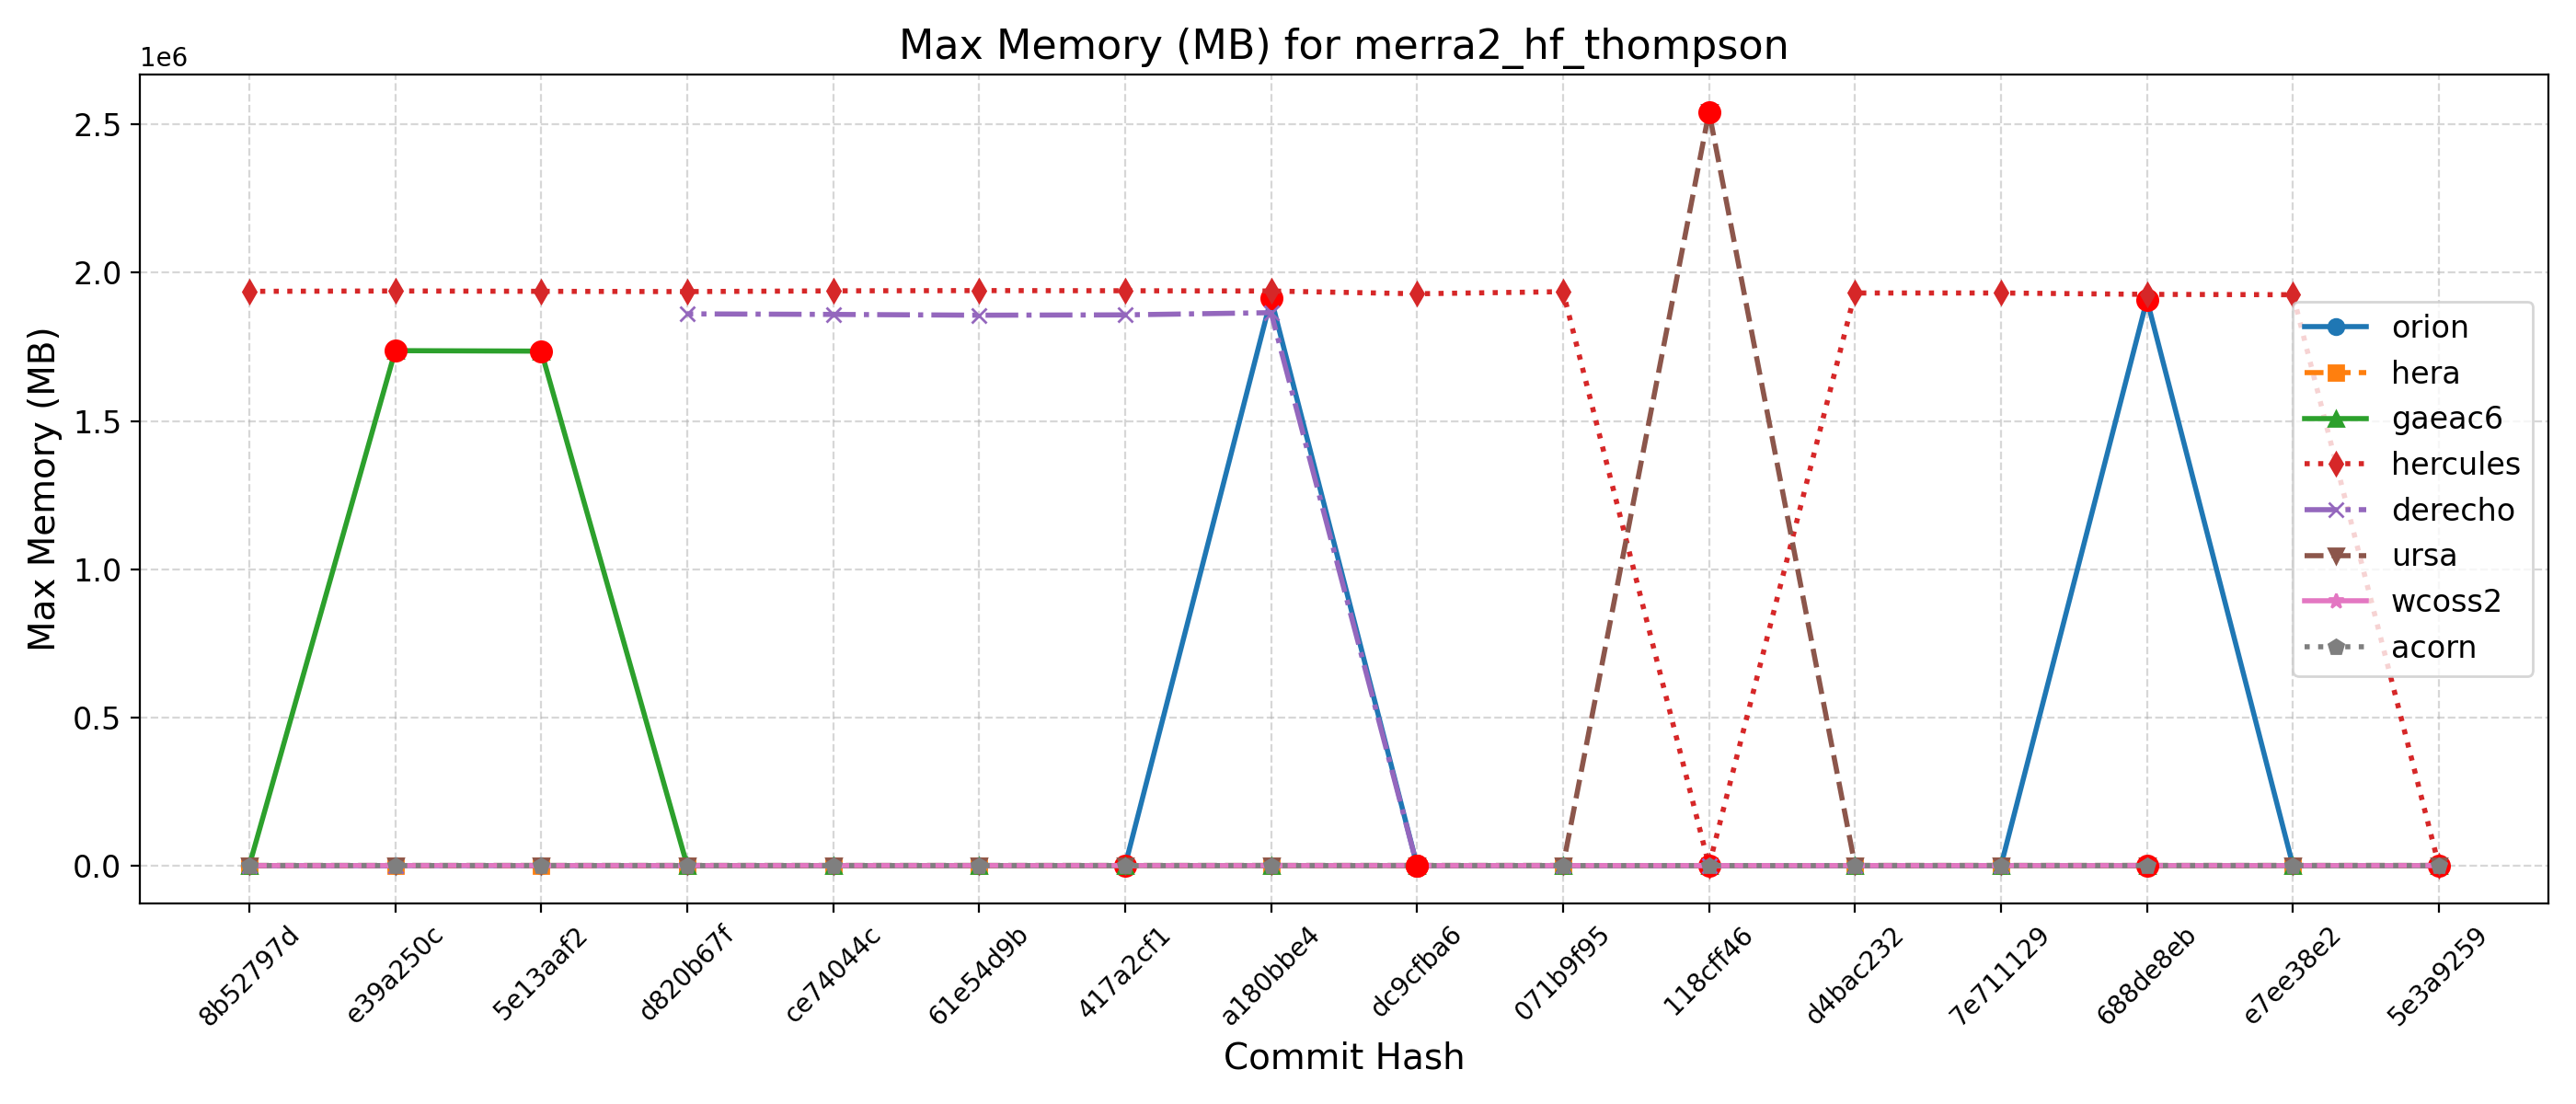 Max Memory (MB) for merra2_hf_thompson
1e6
Max Memory (MB)
2.5
2.0
1.5
1.0
0.5
0.0
orion
hera
gaeac6
hercules
derecho
ursa
wcoss2
acorn
8b52797d
e39a250c
5e13aaf2
d820b67f
ce74044c
61e54d9b
417a2cf1
a180bbe4
dc9cfba6
071b9f95
118cff46
d4bac232
7e711129
688de8eb
e7ee38e2
5e3a9259
Commit Hash